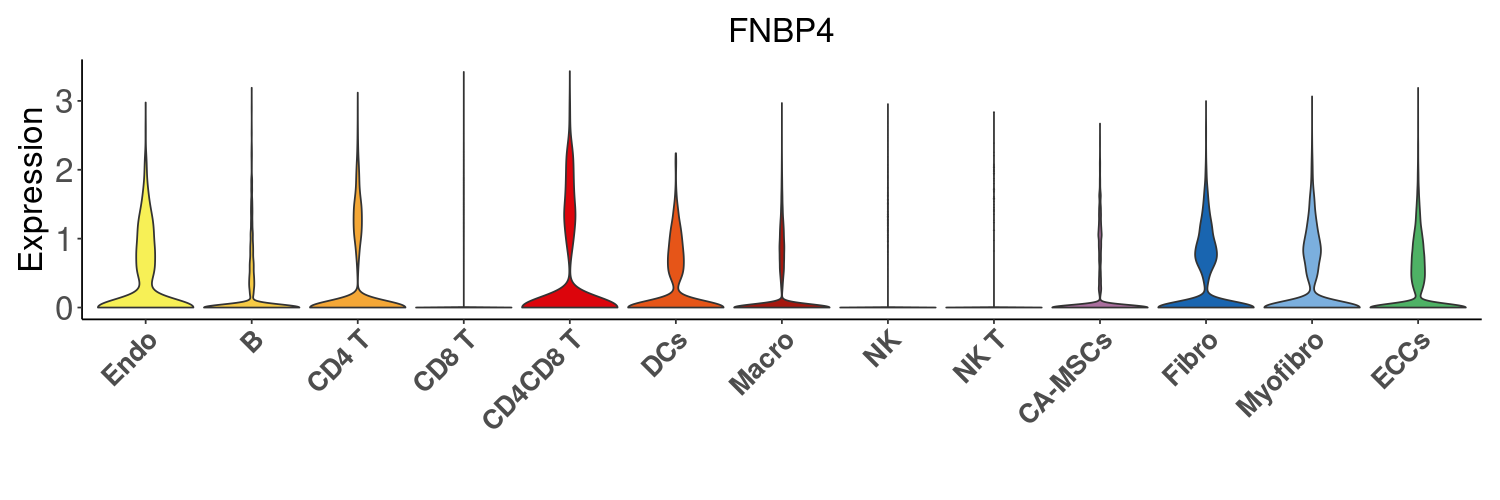 FNBP4
Expression
3
2
1
0
Endo
B
CD4 T
CD8 T
CD4CD8 T
DCs
Macro
NK
NK T
CA-MSCs
Fibro
Myofibro
ECCs